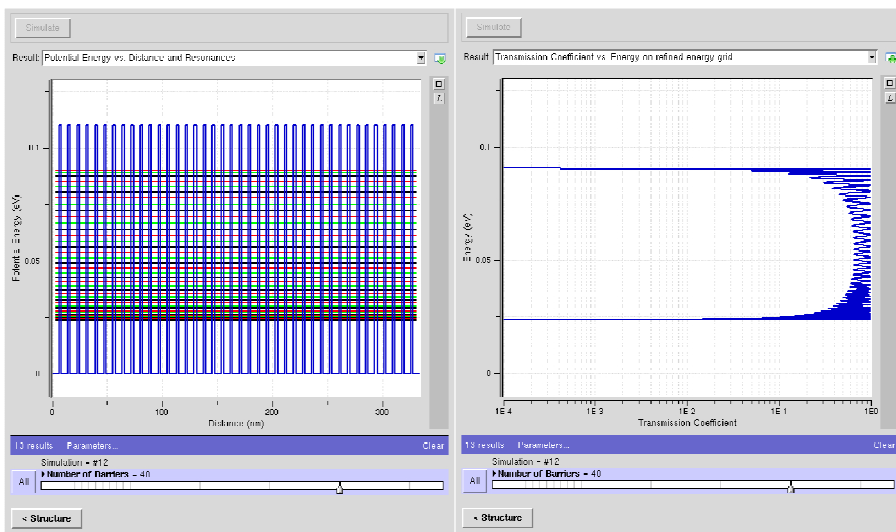 Simulate
Result: Potential Energy vs. Distance and Resonances
0.1
0.05
0
Potential Energy (eV)
0 100 200 300
Distance (nm)
13 results Parameters... Clear
Simulation = #12
All
Number of Barriers = 40
< Structure
Simulate
Result Transmission Coefficient vs Energy on refined energy grid
0.1
0.05
0
Energy (eV)
1E-4 1E-3 1E-2 1E-1 1E0
Transmission Coefficient
13 results Parameters... Clear
Simulation = #12
All
Number of Barriers = 40
< Structure